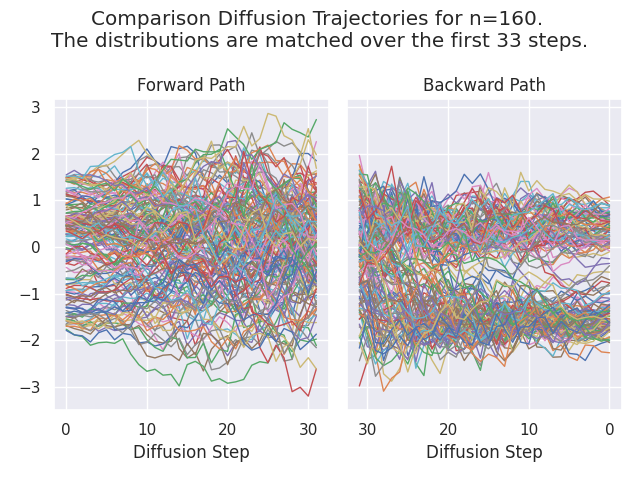 Comparison Diffusion Trajectories for n=160.
The distributions are matched over the first 33 steps.
Forward Path
Backward Path
3
2
1
0
−1
−2
−3
0
10
20
30
30
20
10
0
Diffusion Step
Diffusion Step